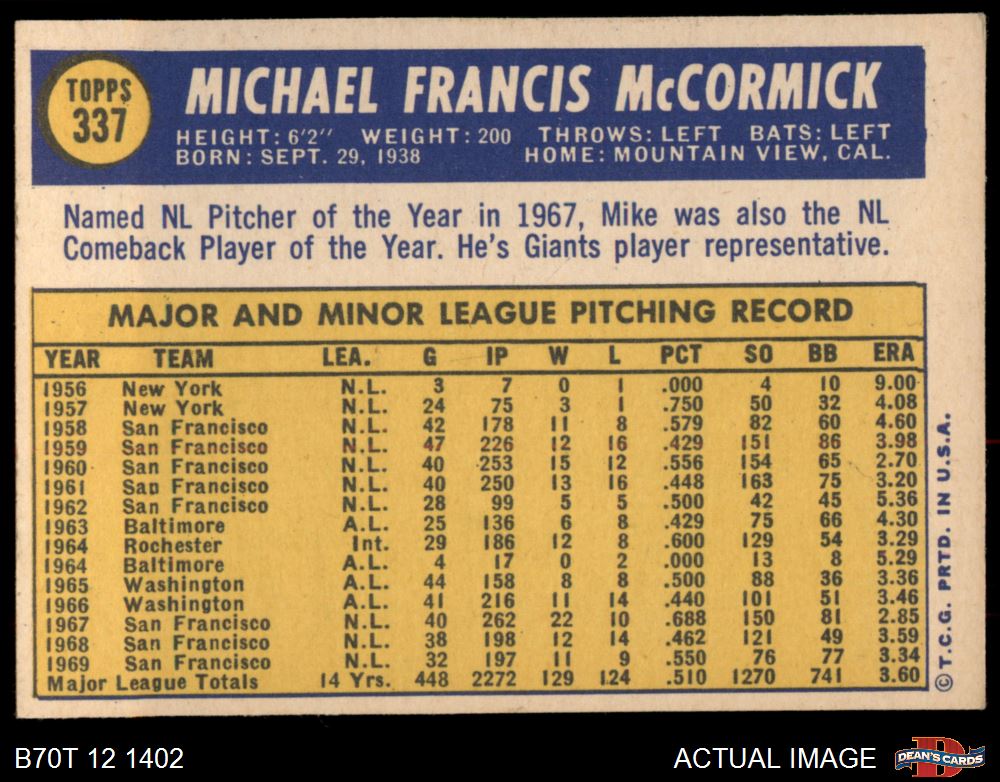 TOPPS
337
MICHAEL FRANCIS McCORMICK
HEIGHT: 6'2" WEIGHT: 200 THROWS: LEFT BATS: LEFT
BORN: SEPT. 29, 1938 HOME: MOUNTAIN VIEW, CAL.
Named NL Pitcher of the Year in 1967, Mike was also the NL
Comeback Player of the Year. He's Giants player representative.
MAJOR AND MINOR LEAGUE PITCHING RECORD
YEAR TEAM LEA. G IP W L PCT SO BB ERA
1956 New York N.L. 3 7 0 1 .000 4 10 9.00
1957 New York N.L. 24 75 3 1 .750 50 32 4.08
1958 San Francisco N.L. 42 178 11 8 .579 82 60 4.60
1959 San Francisco N.L. 47 226 12 16 .429 151 86 3.98
1960 San Francisco N.L. 40 253 15 12 .556 154 65 2.70
1961 San Francisco N.L. 40 250 13 16 .448 163 75 3.20
1962 San Francisco N.L. 28 99 5 5 .500 42 45 5.36
1963 Baltimore A.L. 25 136 6 8 .429 75 66 4.30
1964 Rochester Int. 29 186 12 8 .600 129 54 3.29
1964 Baltimore A.L. 4 17 0 2 .000 13 8 5.29
1965 Washington A.L. 44 158 8 8 .500 88 36 3.36
1966 Washington A.L. 41 216 11 14 .440 101 51 3.46
1967 San Francisco N.L. 40 262 22 10 .688 150 81 2.85
1968 San Francisco N.L. 38 198 12 14 .462 121 49 3.59
1969 San Francisco N.L. 32 197 11 9 .550 76 77 3.34
Major League Totals 14 Yrs. 448 2272 129 124 .510 1270 741 3.60
© T.C.G. PRTD. IN U.S.A.
B70T 12 1402
ACTUAL IMAGE
D
DEAN'S CARDS